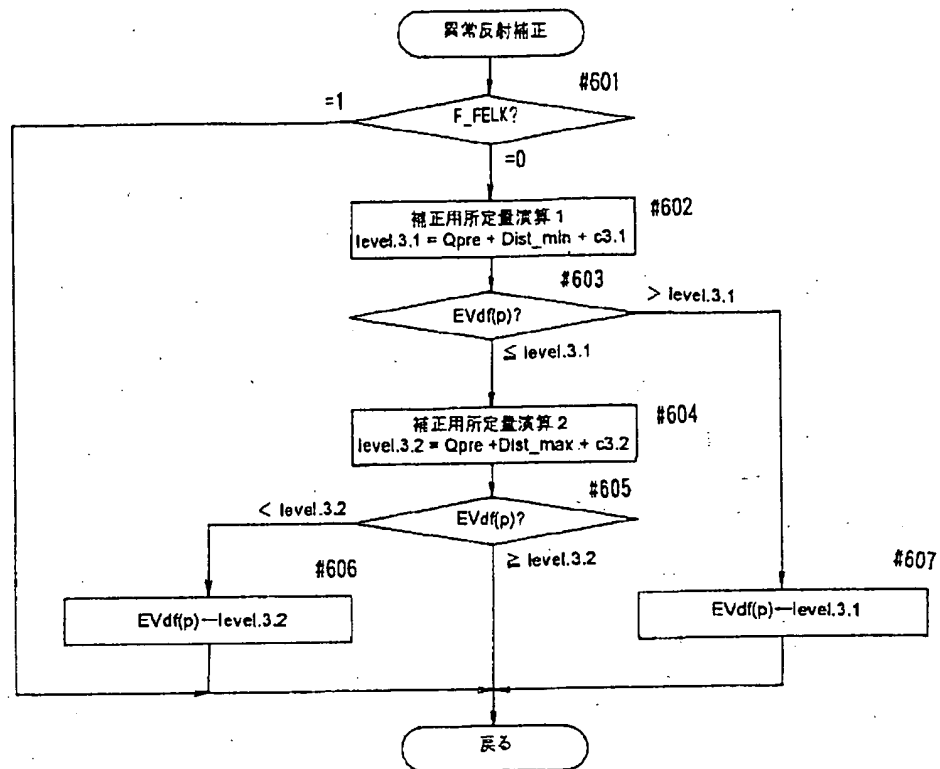 異常反射補正
#601
=1
F_FELK?
=0
補正用所定量演算1
#602
level.3.1 = Qpre + Dist_min + c3.1
#603
> level.3.1
EVdf(p)?
≦ level.3.1
補正用所定量演算2
#604
level.3.2 = Qpre +Dist_max + c3.2
#605
< level.3.2
EVdf(p)?
≧ level.3.2
#606
#607
EVdf(p)←level.3.2
EVdf(p)←level.3.1
戻る